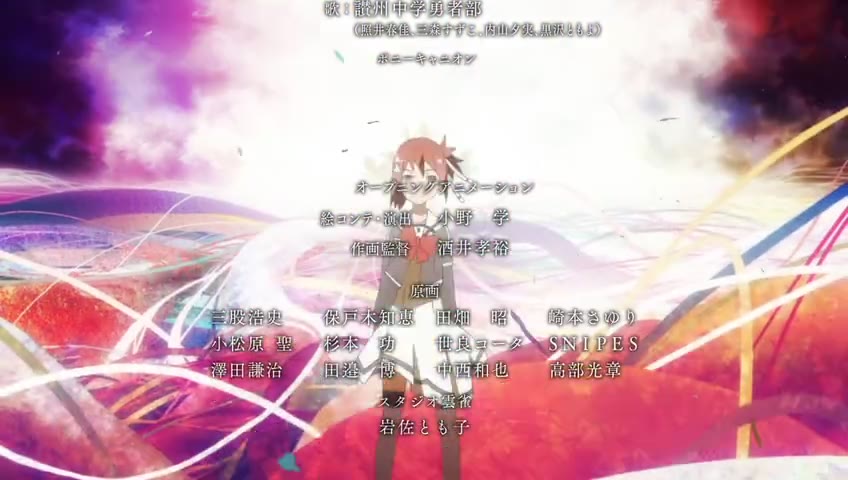 歌：讃州中学勇者部
（照井春佳、三森すずこ、内山夕実、黒沢ともよ）
ポニーキャニオン
オープニングアニメーション
絵コンテ・演出 小野 学
作画監督 酒井孝裕
原画
三股浩史 保戸木知恵 田畑 昭 崎本さゆり
小松原 聖 杉本 功 世良コータ SNIPES
澤田謙治 田邉 博 中西和也 高部光章
スタジオ雲雀
岩佐とも子